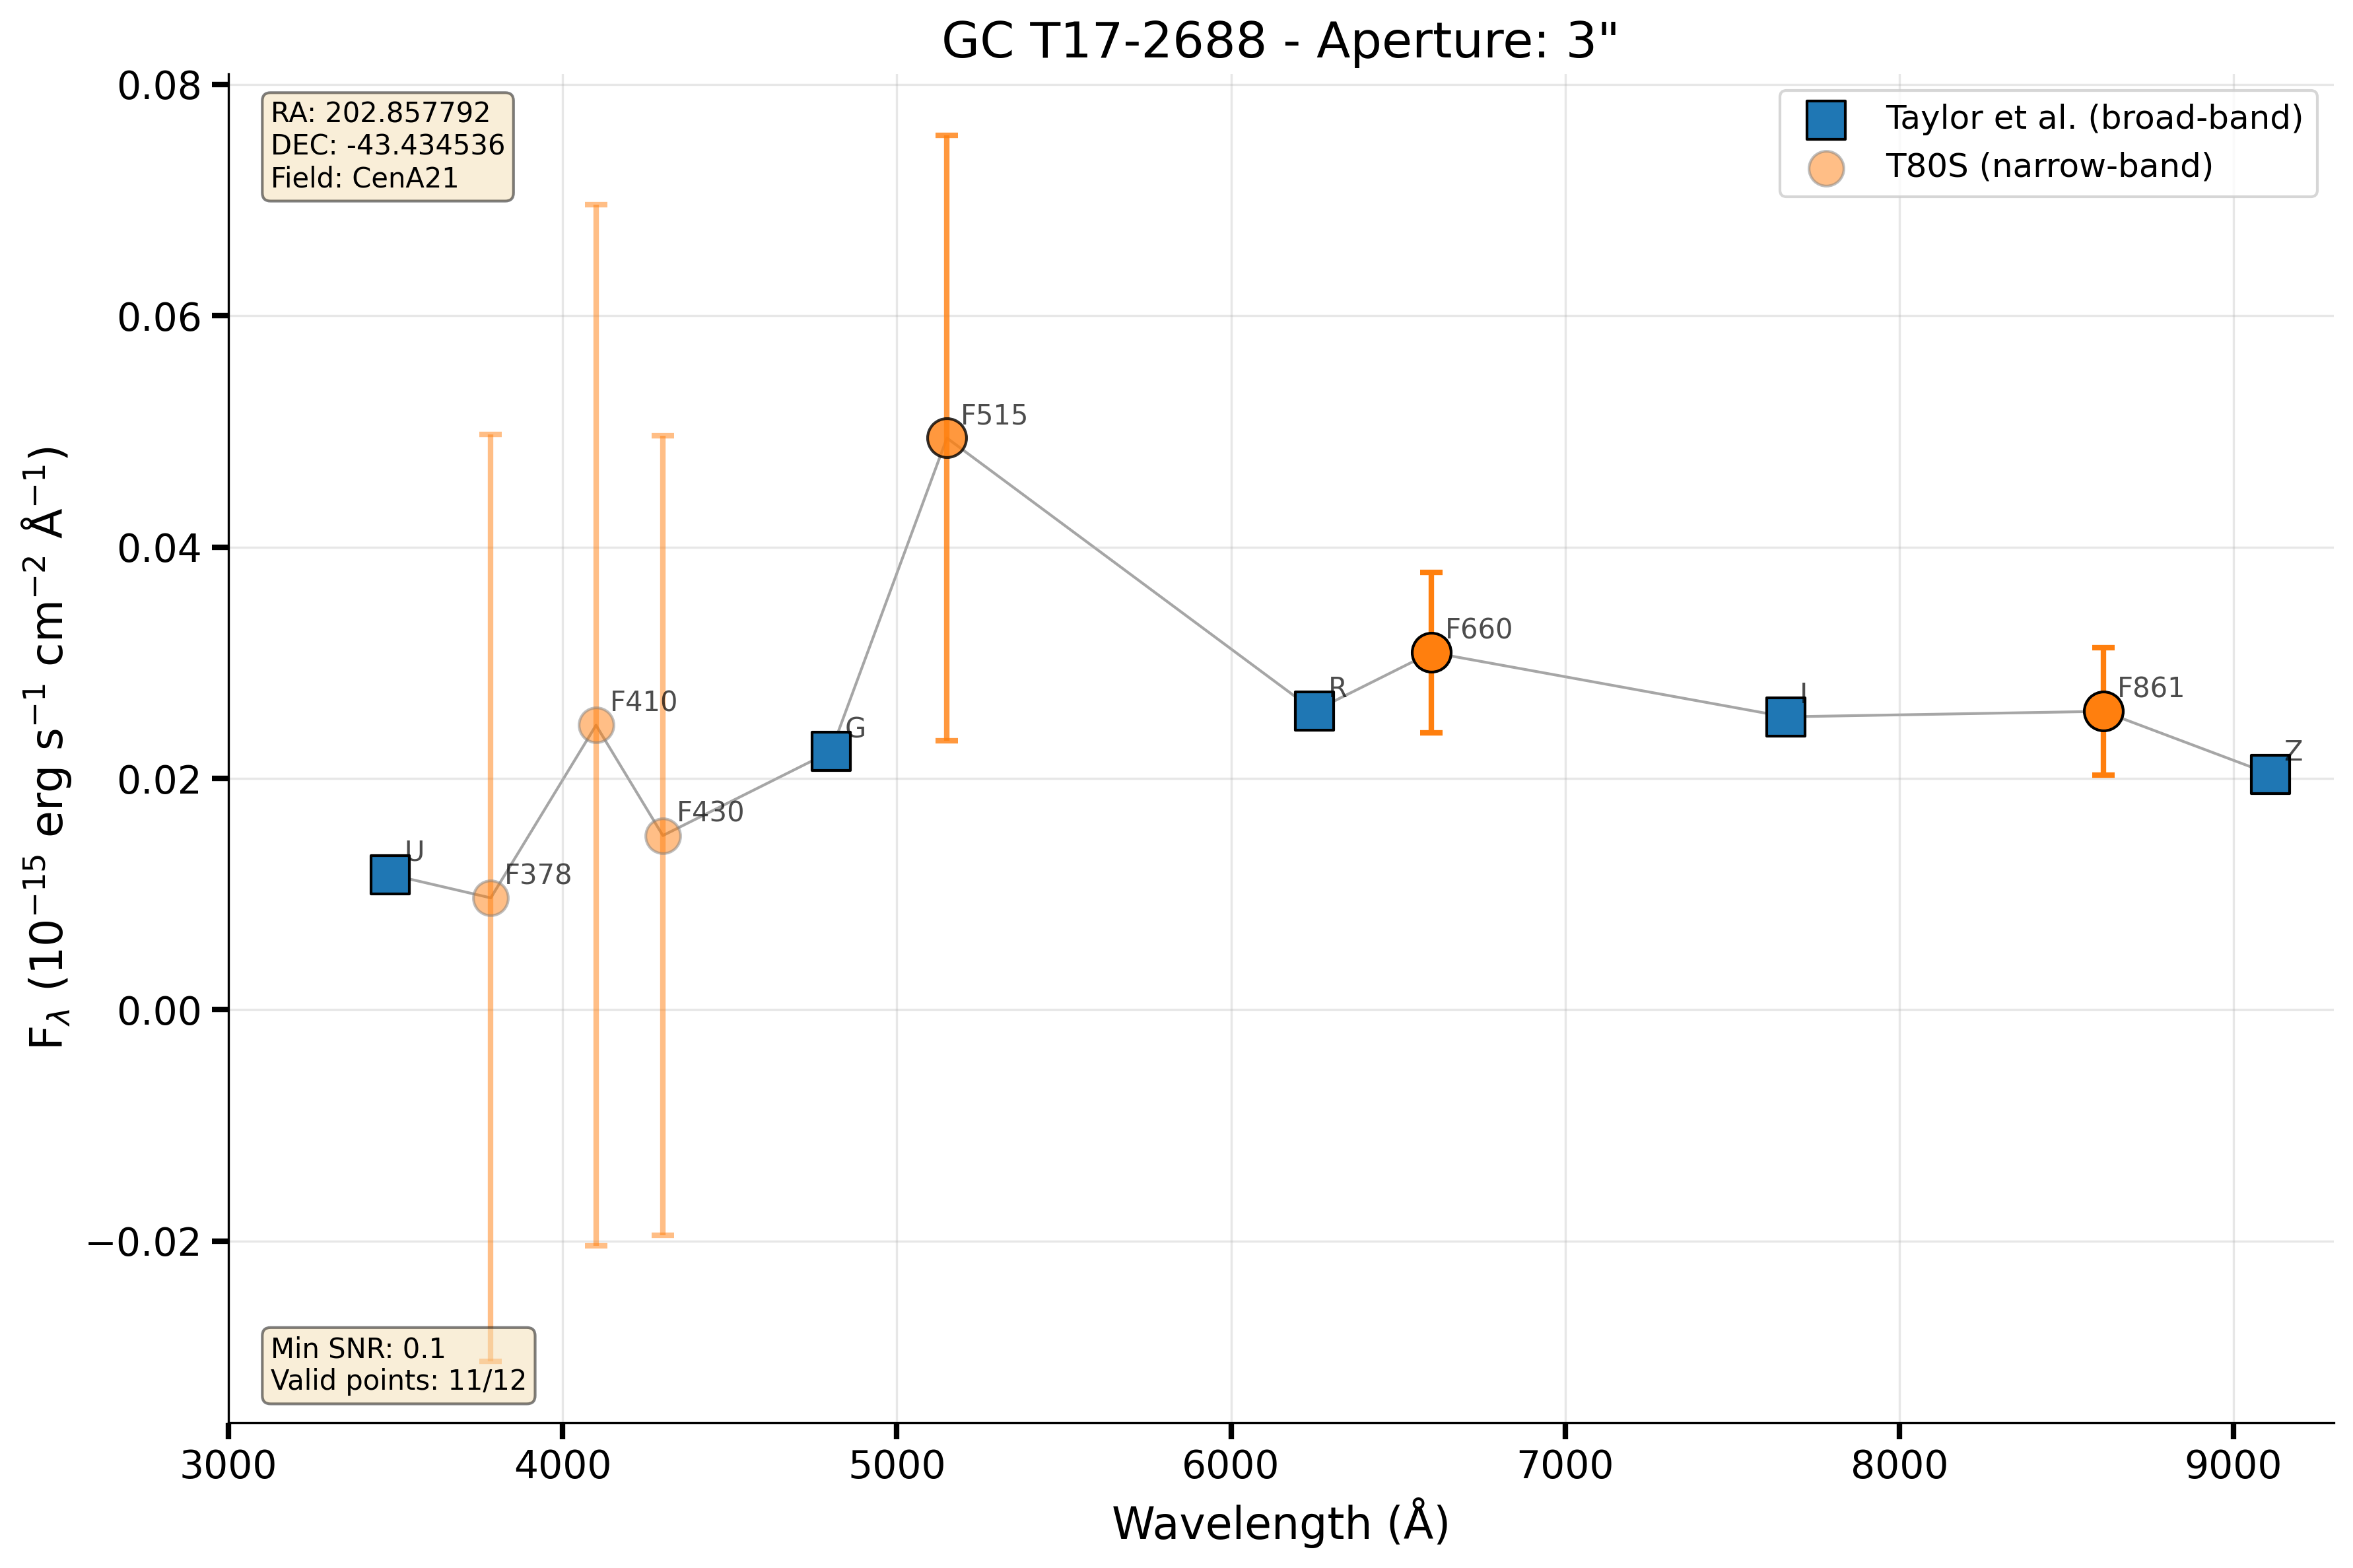 GC T17-2688 - Aperture: 3"
RA: 202.857792
DEC: -43.434536
Field: CenA21
Taylor et al. (broad-band)
T80S (narrow-band)
0.08
0.06
0.04
0.02
0.00
−0.02
F_λ (10⁻¹⁵ erg s⁻¹ cm⁻² Å⁻¹)
U
F378
F410
F430
G
F515
R
F660
I
F861
Z
Min SNR: 0.1
Valid points: 11/12
3000 4000 5000 6000 7000 8000 9000
Wavelength (Å)